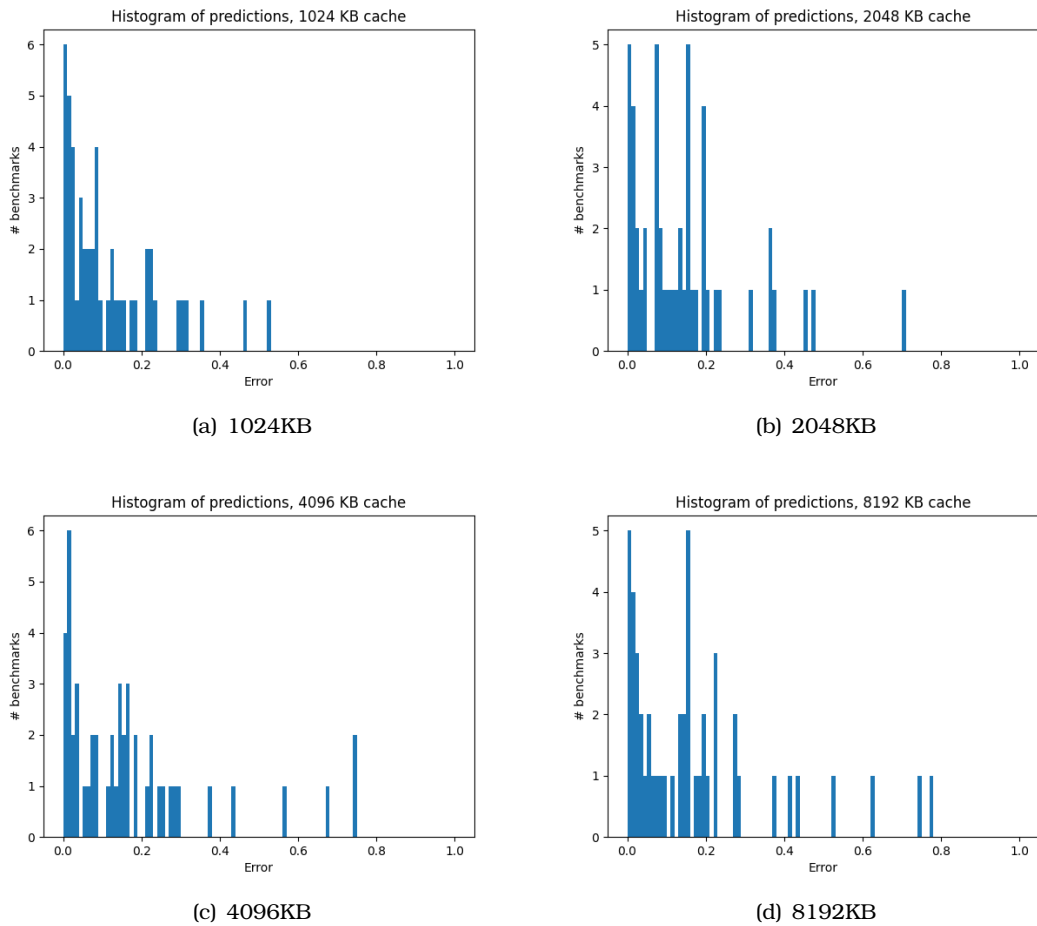 Histogram of predictions, 1024 KB cache
6
5
4
3
2
1
0
# benchmarks
0.0 0.2 0.4 0.6 0.8 1.0
Error
(a) 1024KB
Histogram of predictions, 2048 KB cache
5
4
3
2
1
0
# benchmarks
0.0 0.2 0.4 0.6 0.8 1.0
Error
(b) 2048KB
Histogram of predictions, 4096 KB cache
6
5
4
3
2
1
0
# benchmarks
0.0 0.2 0.4 0.6 0.8 1.0
Error
(c) 4096KB
Histogram of predictions, 8192 KB cache
5
4
3
2
1
0
# benchmarks
0.0 0.2 0.4 0.6 0.8 1.0
Error
(d) 8192KB